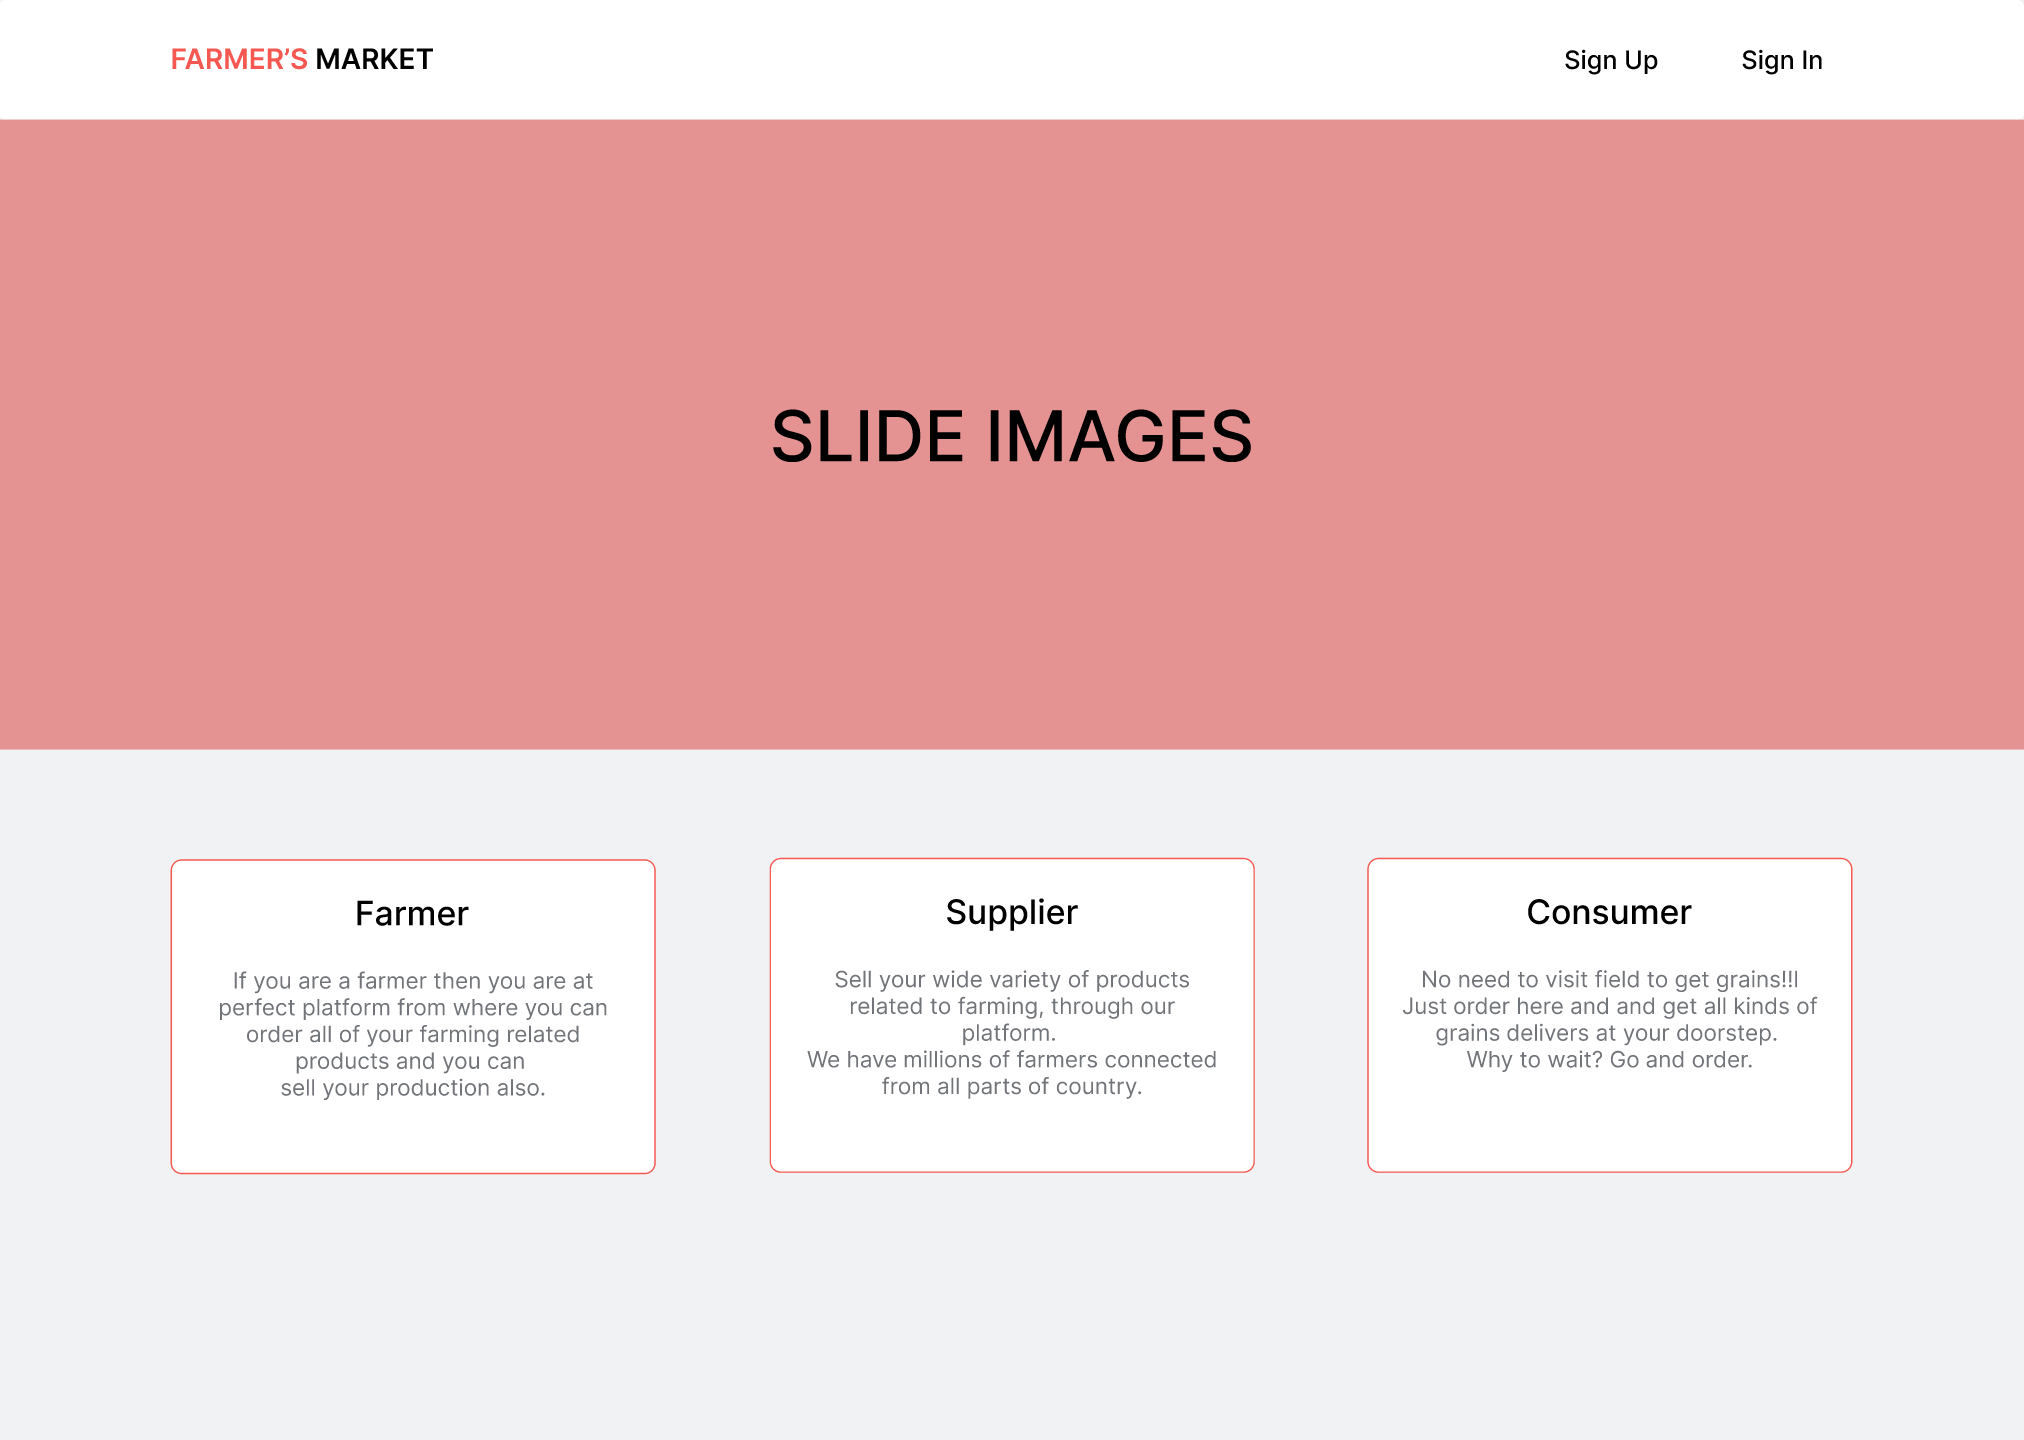 FARMER’S MARKET
Sign Up
Sign In
SLIDE IMAGES
Farmer
If you are a farmer then you are at
perfect platform from where you can
order all of your farming related
products and you can
sell your production also.
Supplier
Sell your wide variety of products
related to farming, through our
platform.
We have millions of farmers connected
from all parts of country.
Consumer
No need to visit field to get grains!!!
Just order here and and get all kinds of
grains delivers at your doorstep.
Why to wait? Go and order.